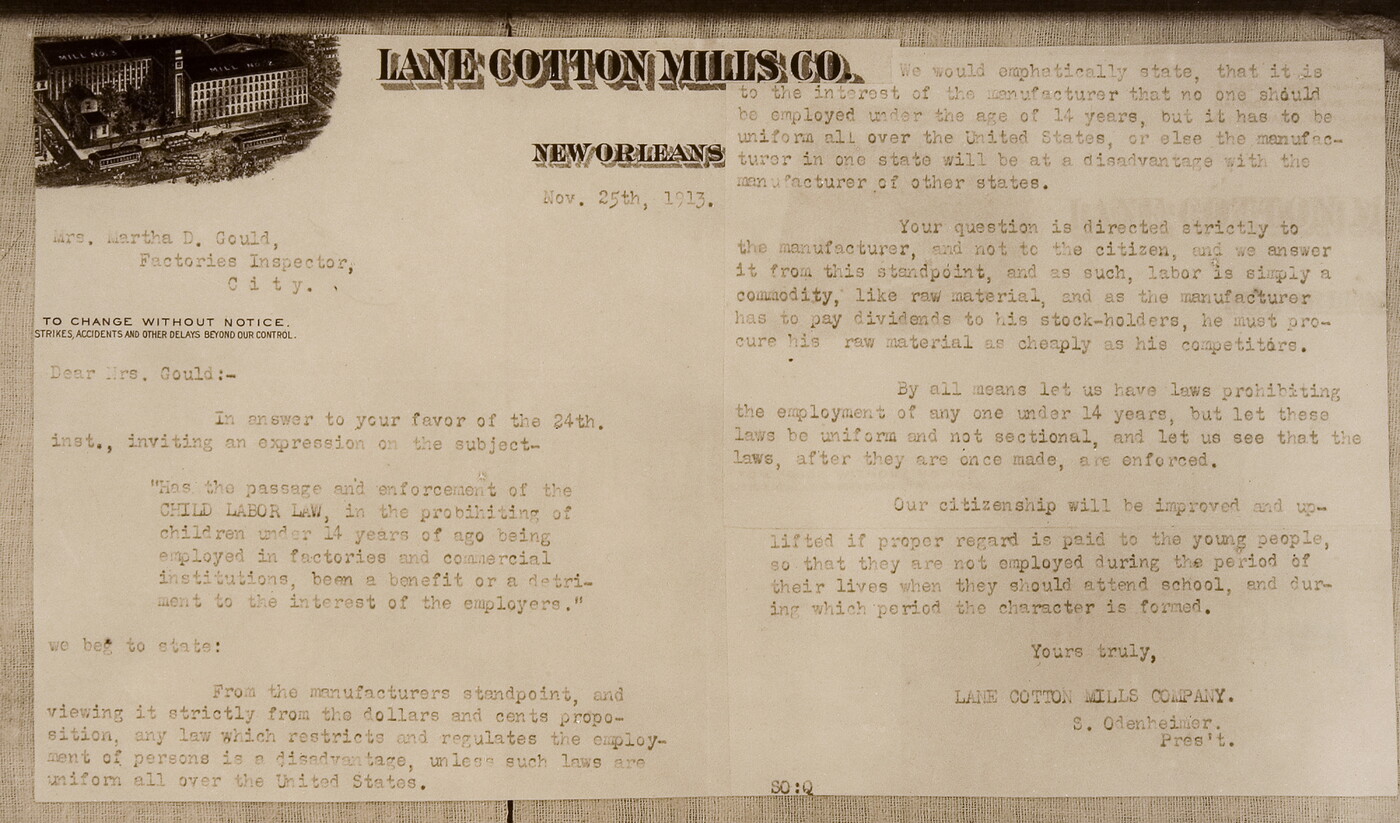 MILL NO. 3
MILL NO. 2
LANE COTTON MILLS CO.
NEW ORLEANS
Nov. 25th, 1913.
Mrs. Martha D. Gould,
Factories Inspector,
C i t y.
TO CHANGE WITHOUT NOTICE.
STRIKES, ACCIDENTS AND OTHER DELAYS BEYOND OUR CONTROL.
Dear Mrs. Gould:-
In answer to your favor of the 24th.
inst., inviting an expression on the subject-
"Has the passage and enforcement of the
CHILD LABOR LAW, in the probihiting of
children under 14 years of ago being
employed in factories and commercial
institutions, been a benefit or a detri-
ment to the interest of the employers."
we beg to state:
From the manufacturers standpoint, and
viewing it strictly from the dollars and cents propo-
sition, any law which restricts and regulates the employ-
ment of persons is a disadvantage, unless such laws are
uniform all over the United States.
We would emphatically state, that it is
to the interest of the manufacturer that no one should
be employed under the age of 14 years, but it has to be
uniform all over the United States, or else the manufac-
turer in one state will be at a disadvantage with the
manufacturer of other states.
Your question is directed strictly to
the manufacturer, and not to the citizen, and we answer
it from this standpoint, and as such, labor is simply a
commodity, like raw material, and as the manufacturer
has to pay dividends to his stock-holders, he must pro-
cure his raw material as cheaply as his competitors.
By all means let us have laws prohibiting
the employment of any one under 14 years, but let these
laws be uniform and not sectional, and let us see that the
laws, after they are once made, are enforced.
Our citizenship will be improved and up-
lifted if proper regard is paid to the young people,
so that they are not employed during the period of
their lives when they should attend school, and dur-
ing which period the character is formed.
Yours truly,
LANE COTTON MILLS COMPANY.
S. Odenheimer.
Pres't.
SO:Q